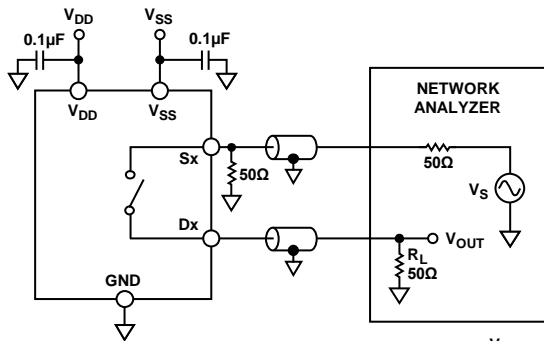 VDD
VSS
0.1µF
0.1µF
VDD
VSS
NETWORK
ANALYZER
Sx
50Ω
50Ω
VS
Dx
VOUT
RL
50Ω
GND
V